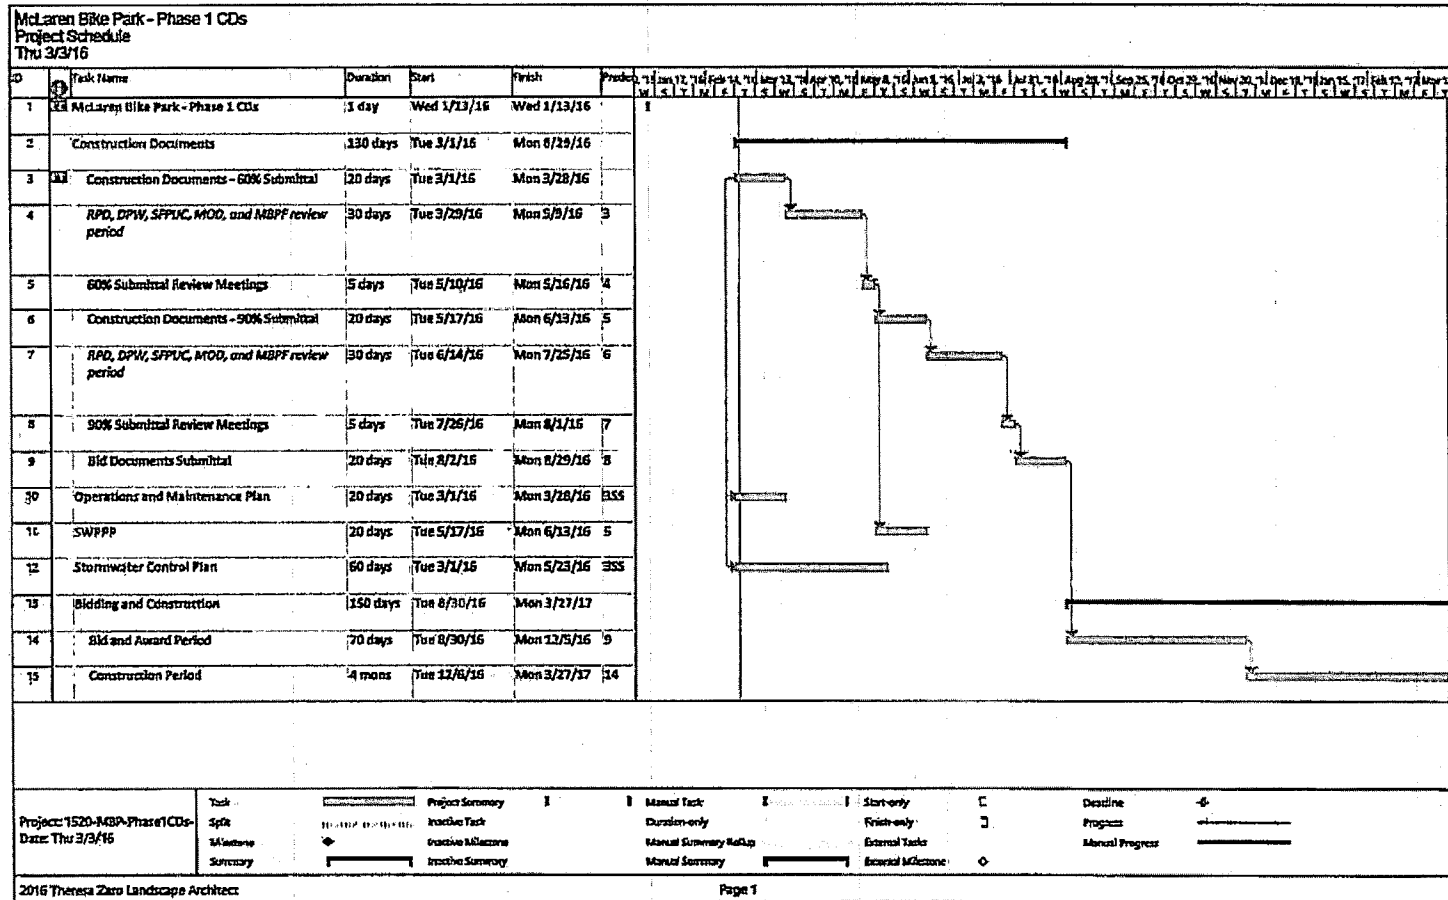 McLaren Bike Park - Phase 1 CDs
Project Schedule
Thu 3/3/16
ID Task Name Duration Start Finish Predec
1 McLaren Bike Park - Phase 1 CDs 1 day Wed 1/13/16 Wed 1/13/16
2 Construction Documents 130 days Tue 3/1/16 Mon 8/29/16
3 Construction Documents - 60% Submittal 20 days Tue 3/1/16 Mon 3/28/16
4 RPD, DPW, SFPUC, MOD, and MBPF review 30 days Tue 3/29/16 Mon 5/9/16 3
period
5 60% Submittal Review Meetings 5 days Tue 5/10/16 Mon 5/16/16 4
6 Construction Documents - 90% Submittal 20 days Tue 5/17/16 Mon 6/13/16 5
7 RPD, DPW, SFPUC, MOD, and MBPF review 30 days Tue 6/14/16 Mon 7/25/16 6
period
8 90% Submittal Review Meetings 5 days Tue 7/26/16 Mon 8/1/16 7
9 Bid Documents Submittal 20 days Tue 8/2/16 Mon 8/29/16 8
10 Operations and Maintenance Plan 20 days Tue 3/1/16 Mon 3/28/16 3SS
11 SWPPP 20 days Tue 5/17/16 Mon 6/13/16 5
12 Stormwater Control Plan 60 days Tue 3/1/16 Mon 5/23/16 3SS
13 Bidding and Construction 150 days Tue 8/30/16 Mon 3/27/17
14 Bid and Award Period 70 days Tue 8/30/16 Mon 12/5/16 9
15 Construction Period 4 mons Tue 12/6/16 Mon 3/27/17 14
Project: 1520-MBP-Phase1CDs-
Date: Thu 3/3/16
Task Project Summary Manual Task Start-only Deadline
Split Inactive Task Duration-only Finish-only Progress
Milestone Inactive Milestone Manual Summary Rollup External Tasks Manual Progress
Summary Inactive Summary Manual Summary External Milestone
2016 Theresa Zaro Landscape Architect Page 1